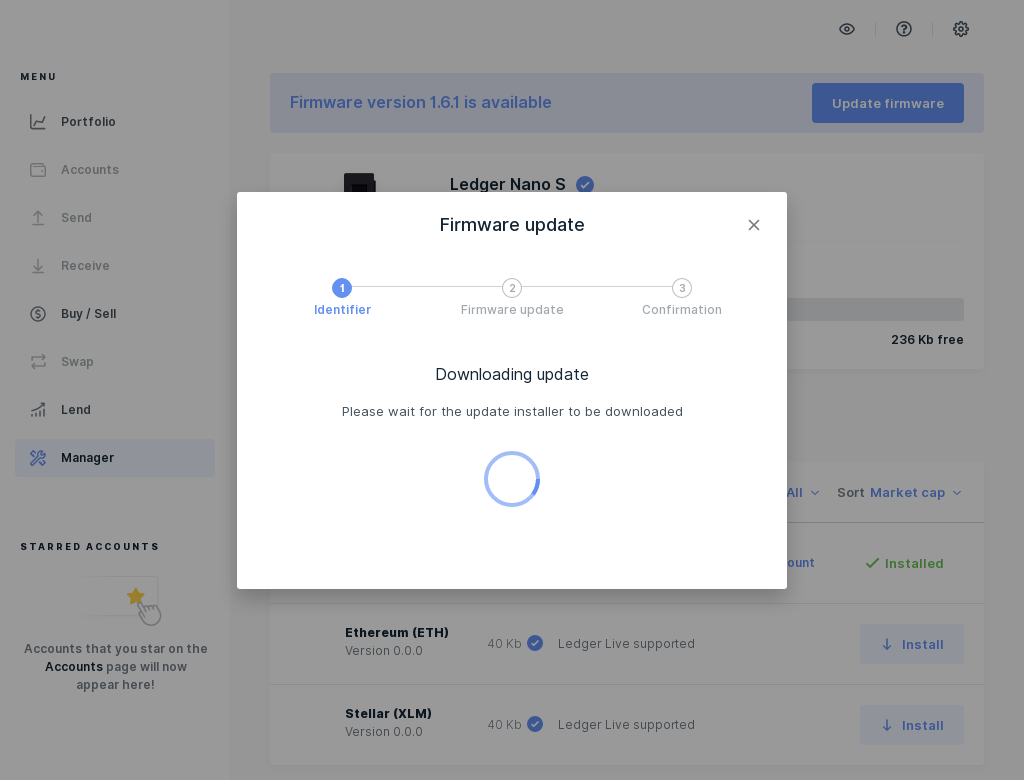 MENU
Portfolio
Accounts
Send
Receive
Buy / Sell
Swap
Lend
Manager
STARRED ACCOUNTS
Accounts that you star on the
Accounts page will now
appear here!
Firmware version 1.6.1 is available
Update firmware
Ledger Nano S
236 Kb free
Firmware update
1
2
3
Identifier
Firmware update
Confirmation
Downloading update
Please wait for the update installer to be downloaded
All
Sort Market cap
ount
Installed
Ethereum (ETH)
Version 0.0.0
40 Kb
Ledger Live supported
Install
Stellar (XLM)
Version 0.0.0
40 Kb
Ledger Live supported
Install